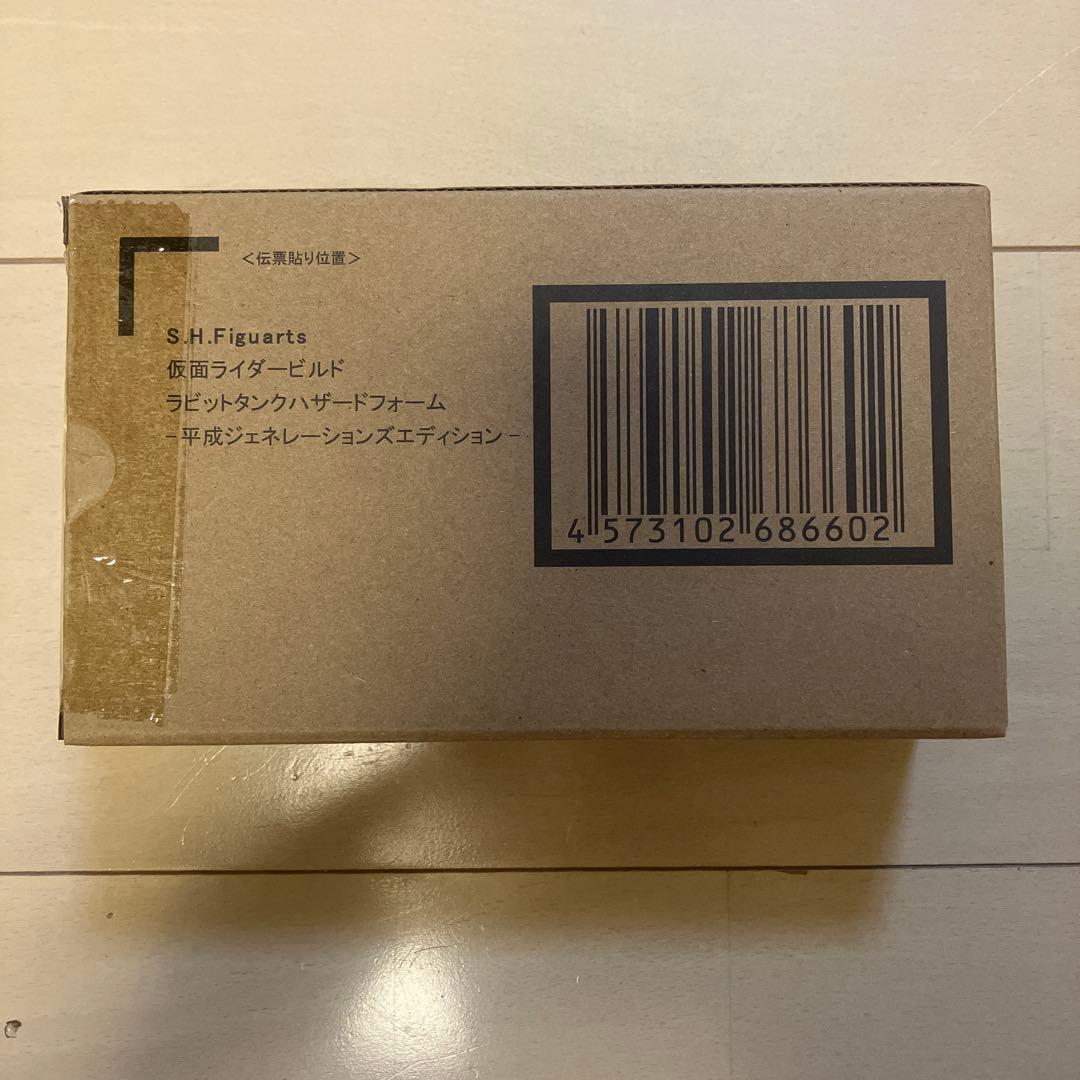 <伝票貼り位置>
S.H.Figuarts
仮面ライダービルド
ラビットタンクハザードフォーム
-平成ジェネレーションズエディション-
4 573102 686602